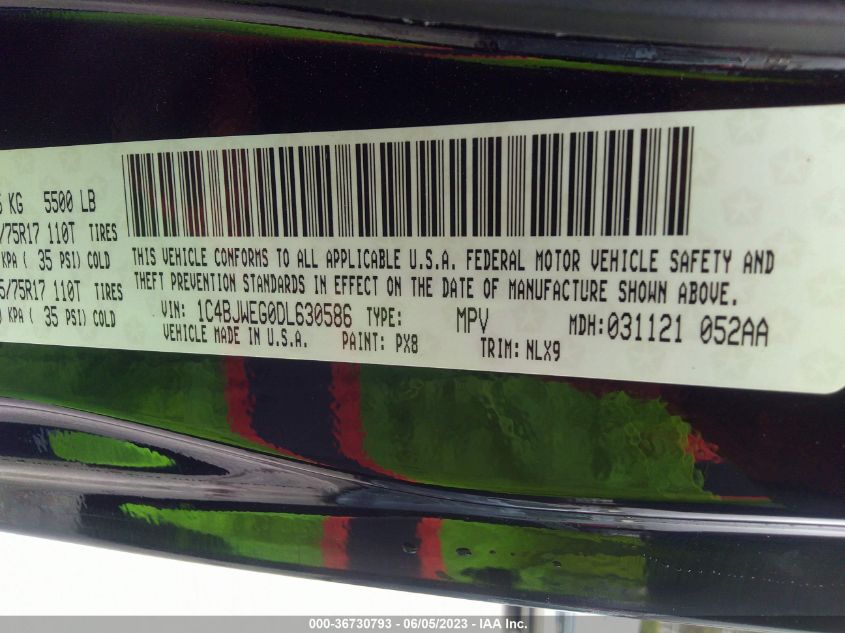 KG 5500 LB
/75R17 110T TIRES
KPA ( 35 PSI) COLD
5/75R17 110T TIRES
KPA ( 35 PSI) COLD
THIS VEHICLE CONFORMS TO ALL APPLICABLE U.S.A. FEDERAL MOTOR VEHICLE SAFETY AND
THEFT PREVENTION STANDARDS IN EFFECT ON THE DATE OF MANUFACTURE SHOWN ABOVE.
VIN: 1C4BJWEG0DL630586 TYPE: MPV MDH:031121 052AA
VEHICLE MADE IN U.S.A. PAINT: PX8 TRIM: NLX9
000-36730793 - 06/05/2023 - IAA Inc.